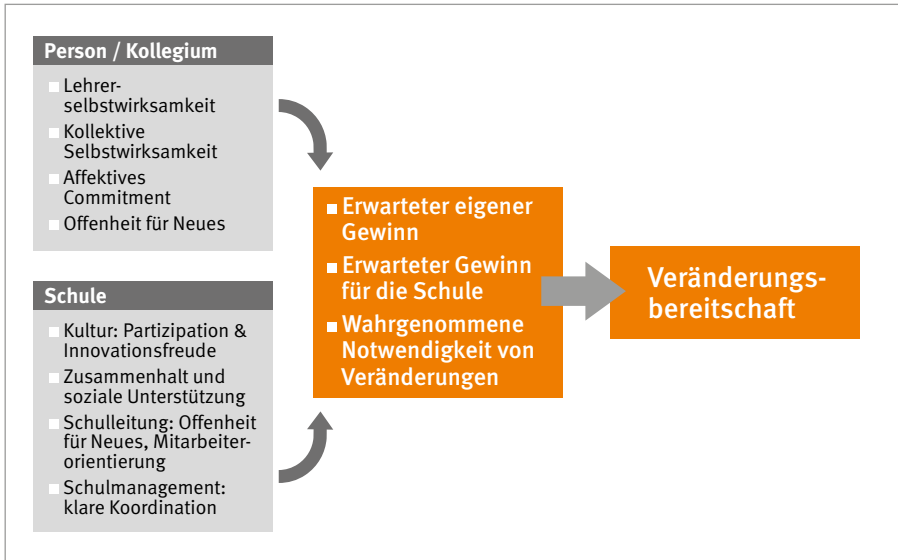 Person / Kollegium
Lehrer-
selbstwirksamkeit
Kollektive
Selbstwirksamkeit
Affektives
Commitment
Offenheit für Neues
Schule
Kultur: Partizipation &
Innovationsfreude
Zusammenhalt und
soziale Unterstützung
Schulleitung: Offenheit
für Neues, Mitarbeiter-
orientierung
Schulmanagement:
klare Koordination
Erwarteter eigener
Gewinn
Erwarteter Gewinn
für die Schule
Wahrgenommene
Notwendigkeit von
Veränderungen
Veränderungs-
bereitschaft